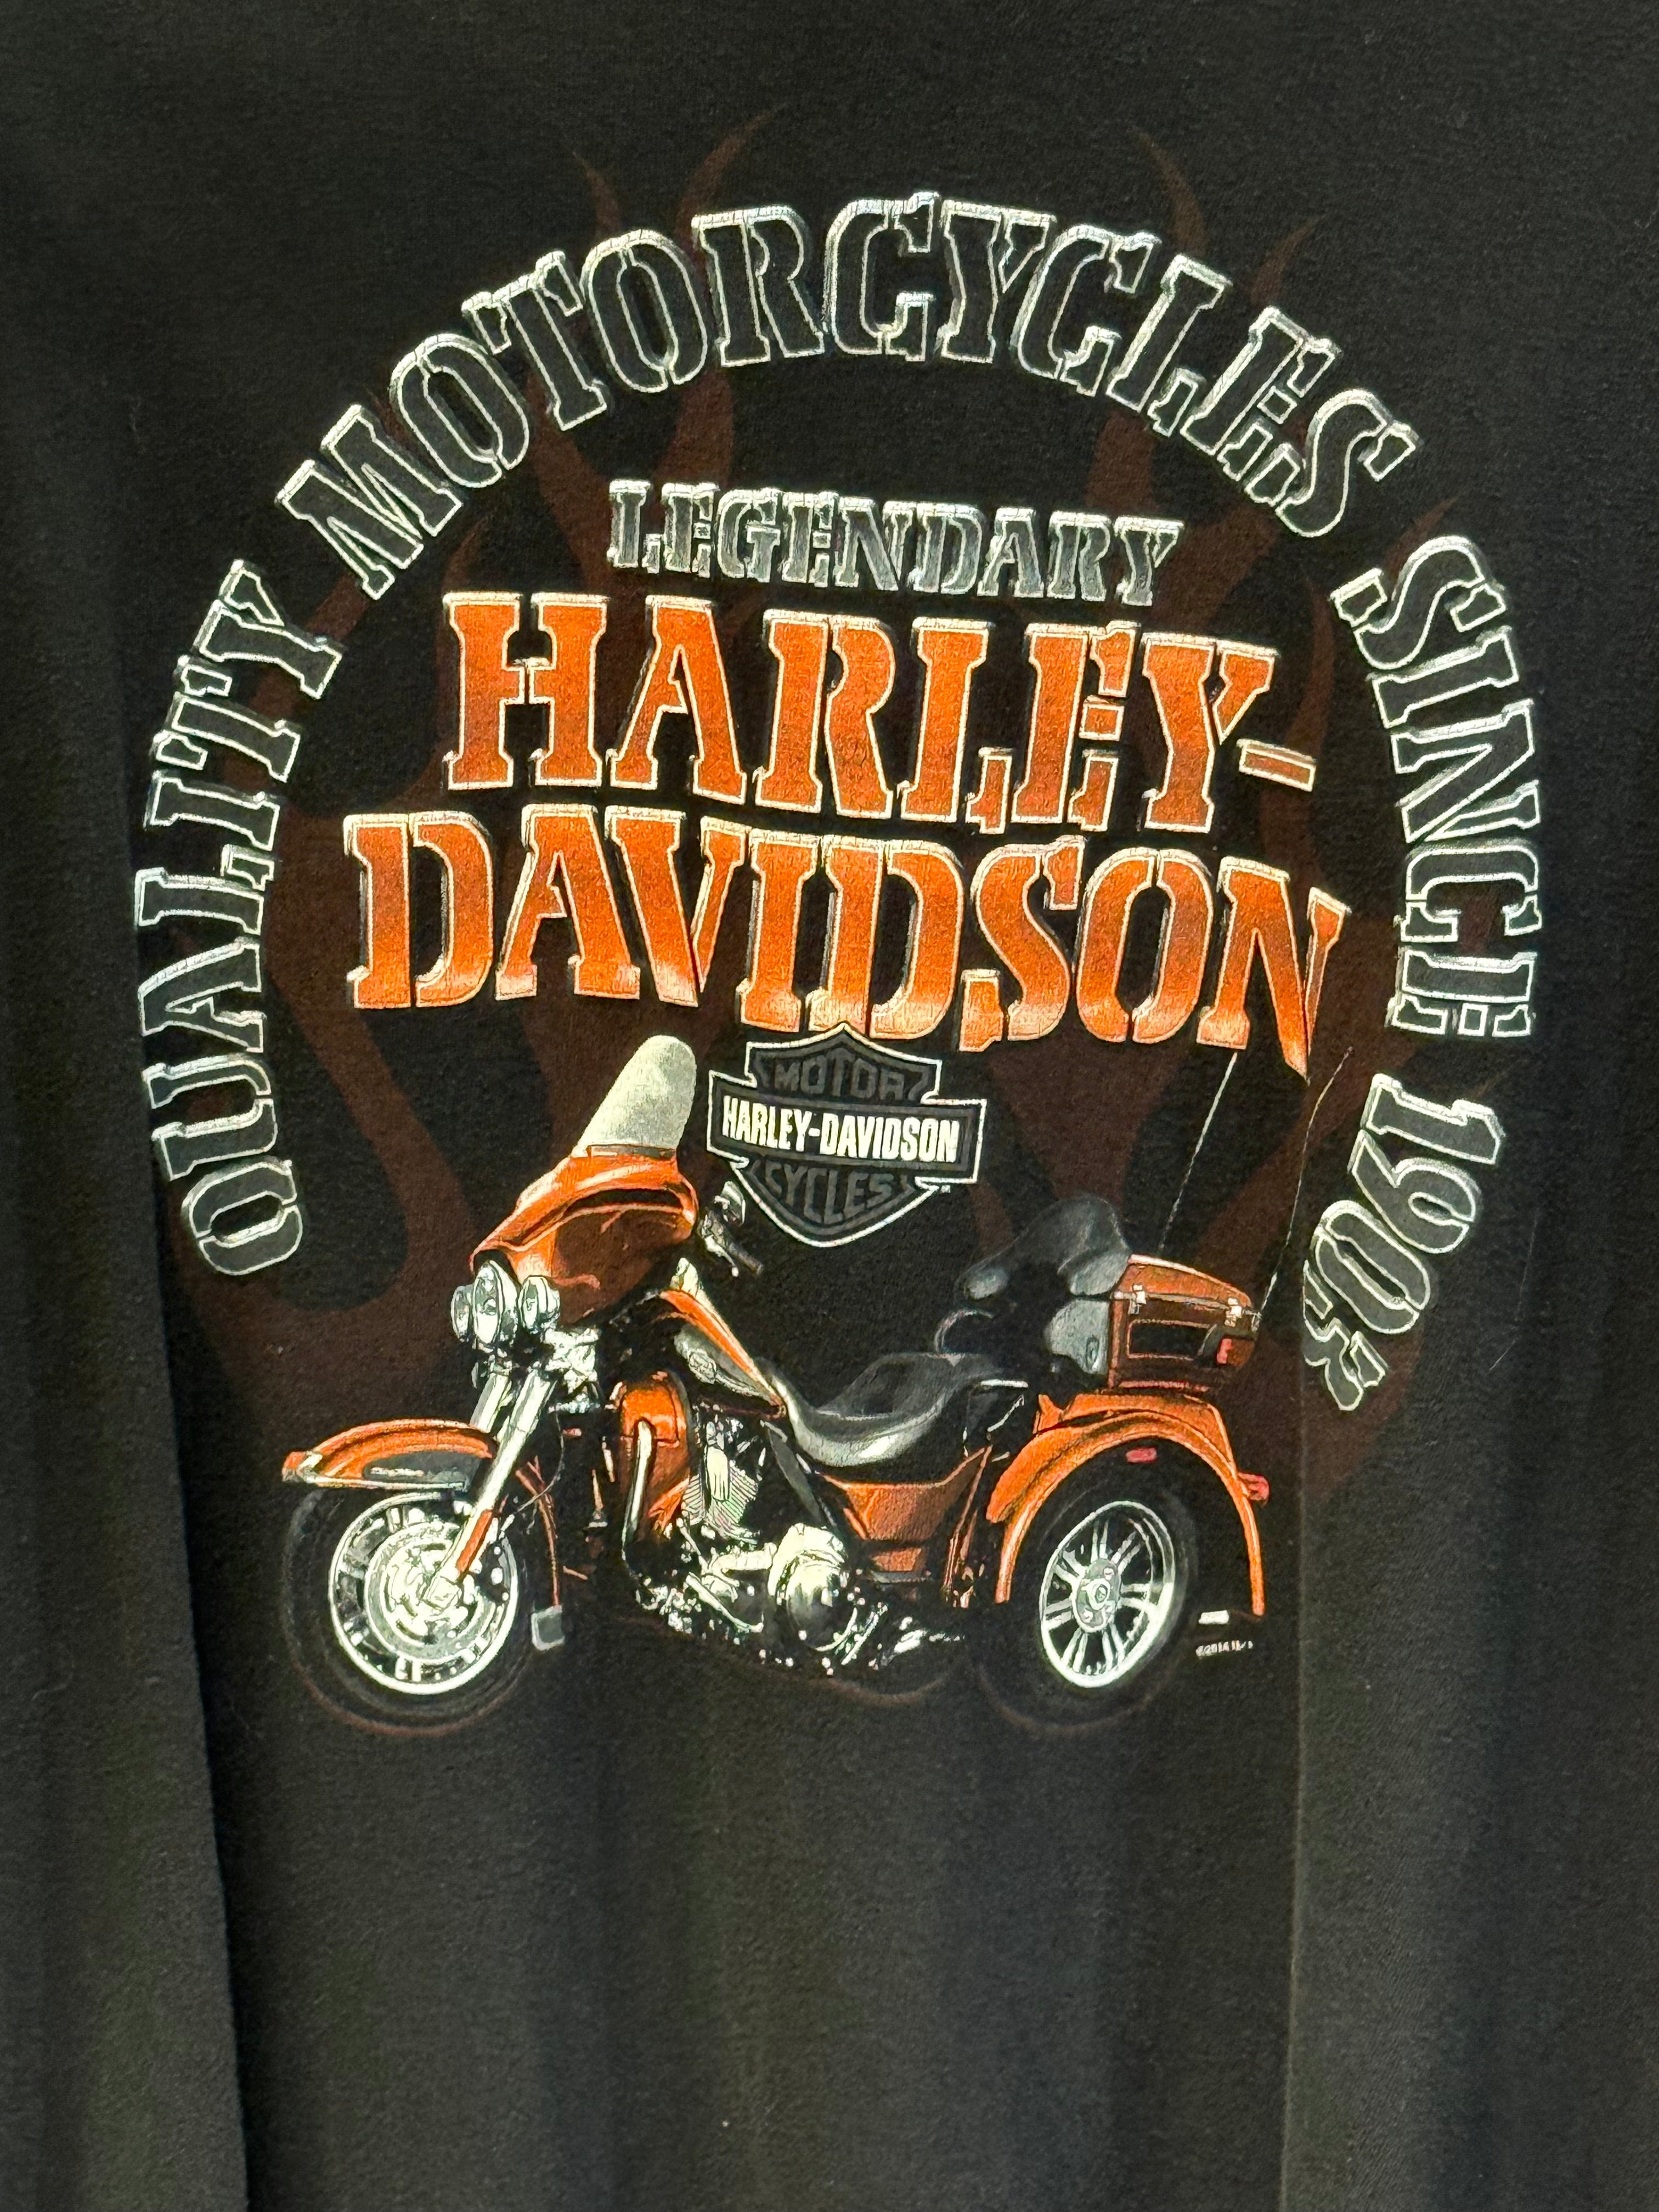 QUALITY MOTORCYCLES SINCE 1903
LEGENDARY
HARLEY-
DAVIDSON
MOTOR
HARLEY-DAVIDSON
CYCLES